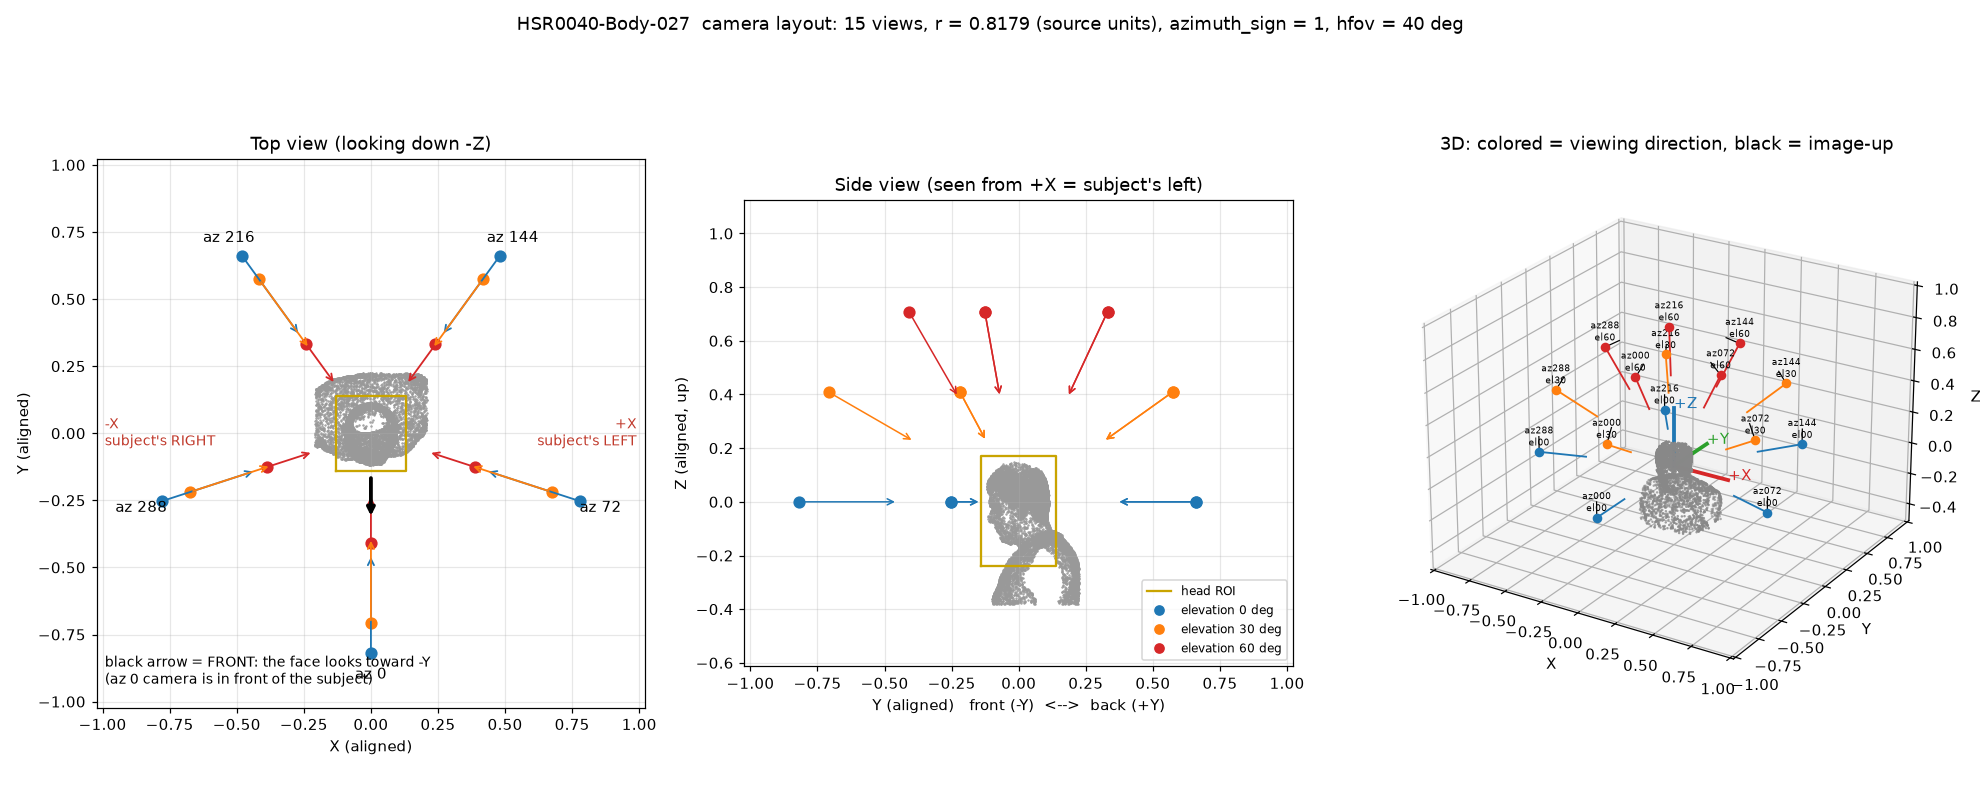 HSR0040-Body-027  camera layout: 15 views, r = 0.8179 (source units), azimuth_sign = 1, hfov = 40 deg
Top view (looking down -Z)
1.00
0.75
0.50
0.25
0.00
−0.25
−0.50
−0.75
−1.00
Y (aligned)
az 216
az 144
-X
subject's RIGHT
+X
subject's LEFT
az 288
az 72
black arrow = FRONT: the face looks toward -Y
(az 0 camera is in front of the subject)
az 0
−1.00
−0.75
−0.50
−0.25
0.00
0.25
0.50
0.75
1.00
X (aligned)
Side view (seen from +X = subject's left)
1.0
0.8
0.6
0.4
0.2
0.0
−0.2
−0.4
−0.6
Z (aligned, up)
head ROI
elevation 0 deg
elevation 30 deg
elevation 60 deg
−1.00
−0.75
−0.50
−0.25
0.00
0.25
0.50
0.75
1.00
Y (aligned)   front (-Y)  <-->  back (+Y)
3D: colored = viewing direction, black = image-up
az216
el60
az288
el60
az144
el60
az216
el30
az000
el60
az072
el60
az288
el30
az144
el30
az216
el00
+Z
az288
el00
az000
el30
az072
el30
az144
el00
+Y
+X
az000
el00
az072
el00
1.0
0.8
0.6
0.4
0.2
0.0
−0.2
−0.4
Z
−1.00
−0.75
−0.50
−0.25
0.00
0.25
0.50
0.75
1.00
X
−1.00
−0.75
−0.50
−0.25
0.00
0.25
0.50
0.75
1.00
Y